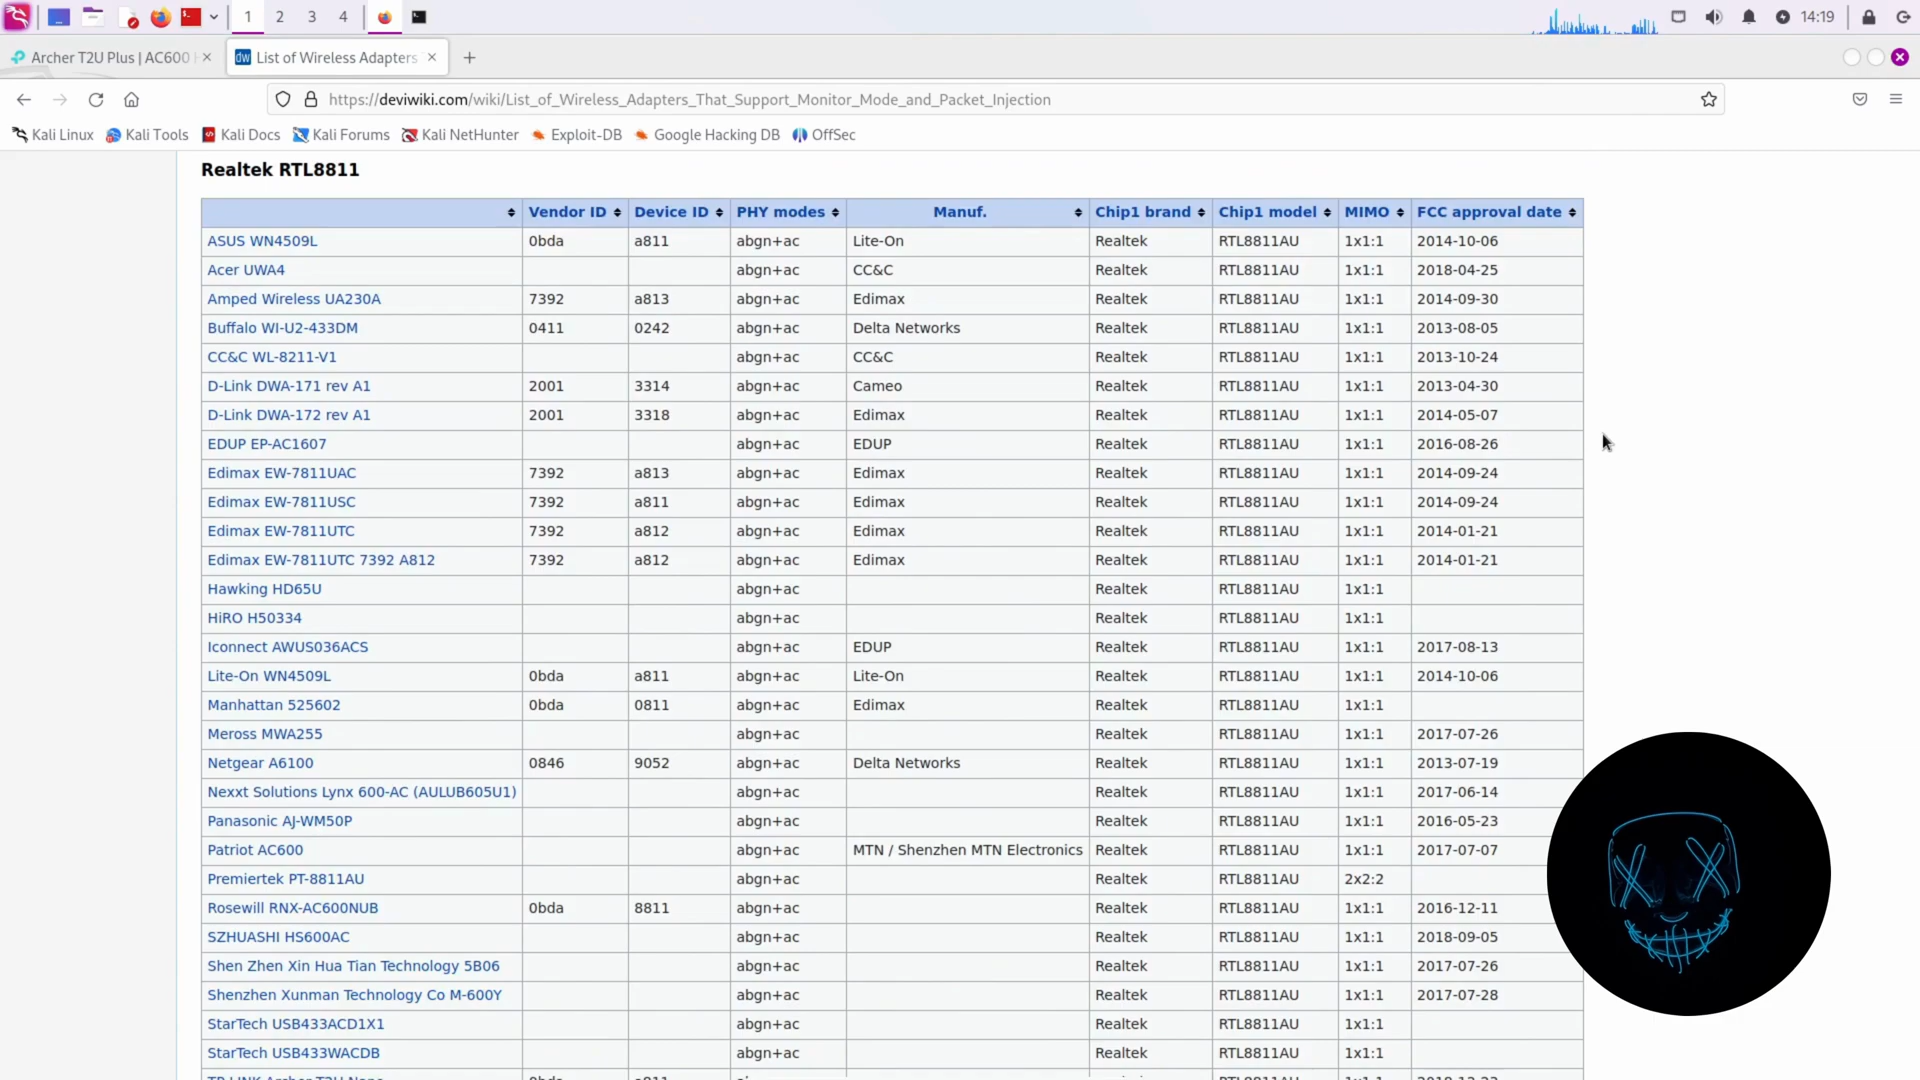 1 2 3 4 14:19
Archer T2U Plus | AC600
dw List of Wireless Adapters
https://deviwiki.com/wiki/List_of_Wireless_Adapters_That_Support_Monitor_Mode_and_Packet_Injection
Kali Linux Kali Tools Kali Docs Kali Forums Kali NetHunter Exploit-DB Google Hacking DB OffSec
Realtek RTL8811
Vendor ID Device ID PHY modes Manuf. Chip1 brand Chip1 model MIMO FCC approval date
ASUS WN4509L 0bda a811 abgn+ac Lite-On Realtek RTL8811AU 1x1:1 2014-10-06
Acer UWA4 abgn+ac CC&C Realtek RTL8811AU 1x1:1 2018-04-25
Amped Wireless UA230A 7392 a813 abgn+ac Edimax Realtek RTL8811AU 1x1:1 2014-09-30
Buffalo WI-U2-433DM 0411 0242 abgn+ac Delta Networks Realtek RTL8811AU 1x1:1 2013-08-05
CC&C WL-8211-V1 abgn+ac CC&C Realtek RTL8811AU 1x1:1 2013-10-24
D-Link DWA-171 rev A1 2001 3314 abgn+ac Cameo Realtek RTL8811AU 1x1:1 2013-04-30
D-Link DWA-172 rev A1 2001 3318 abgn+ac Edimax Realtek RTL8811AU 1x1:1 2014-05-07
EDUP EP-AC1607 abgn+ac EDUP Realtek RTL8811AU 1x1:1 2016-08-26
Edimax EW-7811UAC 7392 a813 abgn+ac Edimax Realtek RTL8811AU 1x1:1 2014-09-24
Edimax EW-7811USC 7392 a811 abgn+ac Edimax Realtek RTL8811AU 1x1:1 2014-09-24
Edimax EW-7811UTC 7392 a812 abgn+ac Edimax Realtek RTL8811AU 1x1:1 2014-01-21
Edimax EW-7811UTC 7392 A812 7392 a812 abgn+ac Edimax Realtek RTL8811AU 1x1:1 2014-01-21
Hawking HD65U abgn+ac Realtek RTL8811AU 1x1:1
HiRO H50334 abgn+ac Realtek RTL8811AU 1x1:1
Iconnect AWUS036ACS abgn+ac EDUP Realtek RTL8811AU 1x1:1 2017-08-13
Lite-On WN4509L 0bda a811 abgn+ac Lite-On Realtek RTL8811AU 1x1:1 2014-10-06
Manhattan 525602 0bda 0811 abgn+ac Edimax Realtek RTL8811AU 1x1:1
Meross MWA255 abgn+ac Realtek RTL8811AU 1x1:1 2017-07-26
Netgear A6100 0846 9052 abgn+ac Delta Networks Realtek RTL8811AU 1x1:1 2013-07-19
Nexxt Solutions Lynx 600-AC (AULUB605U1) abgn+ac Realtek RTL8811AU 1x1:1 2017-06-14
Panasonic AJ-WM50P abgn+ac Realtek RTL8811AU 1x1:1 2016-05-23
Patriot AC600 abgn+ac MTN / Shenzhen MTN Electronics Realtek RTL8811AU 1x1:1 2017-07-07
Premiertek PT-8811AU abgn+ac Realtek RTL8811AU 2x2:2
Rosewill RNX-AC600NUB 0bda 8811 abgn+ac Realtek RTL8811AU 1x1:1 2016-12-11
SZHUASHI HS600AC abgn+ac Realtek RTL8811AU 1x1:1 2018-09-05
Shen Zhen Xin Hua Tian Technology 5B06 abgn+ac Realtek RTL8811AU 1x1:1 2017-07-26
Shenzhen Xunman Technology Co M-600Y abgn+ac Realtek RTL8811AU 1x1:1 2017-07-28
StarTech USB433ACD1X1 abgn+ac Realtek RTL8811AU 1x1:1
StarTech USB433WACDB abgn+ac Realtek RTL8811AU 1x1:1